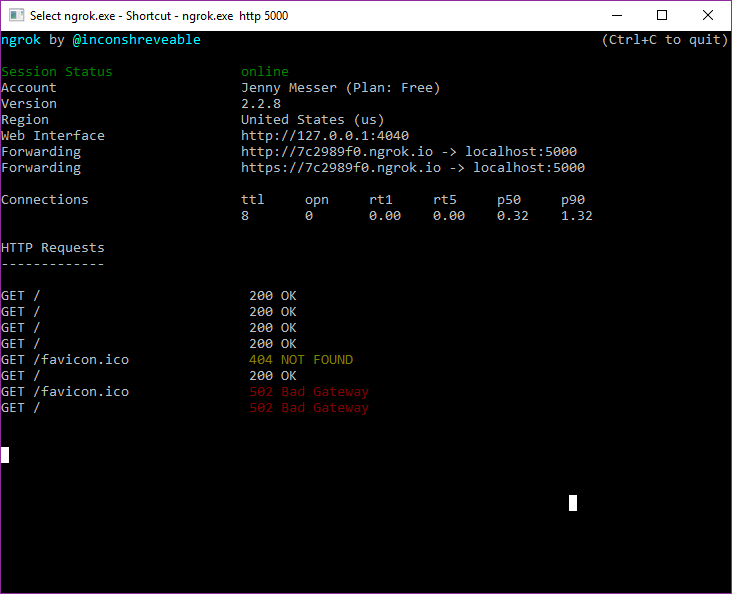 Select ngrok.exe - Shortcut - ngrok.exe  http 5000
ngrok by @inconshreveable (Ctrl+C to quit)
Session Status online
Account Jenny Messer (Plan: Free)
Version 2.2.8
Region United States (us)
Web Interface http://127.0.0.1:4040
Forwarding http://7c2989f0.ngrok.io -> localhost:5000
Forwarding https://7c2989f0.ngrok.io -> localhost:5000
Connections ttl opn rt1 rt5 p50 p90
8 0 0.00 0.00 0.32 1.32
HTTP Requests
-------------
GET / 200 OK
GET / 200 OK
GET / 200 OK
GET / 200 OK
GET /favicon.ico 404 NOT FOUND
GET / 200 OK
GET /favicon.ico 502 Bad Gateway
GET / 502 Bad Gateway